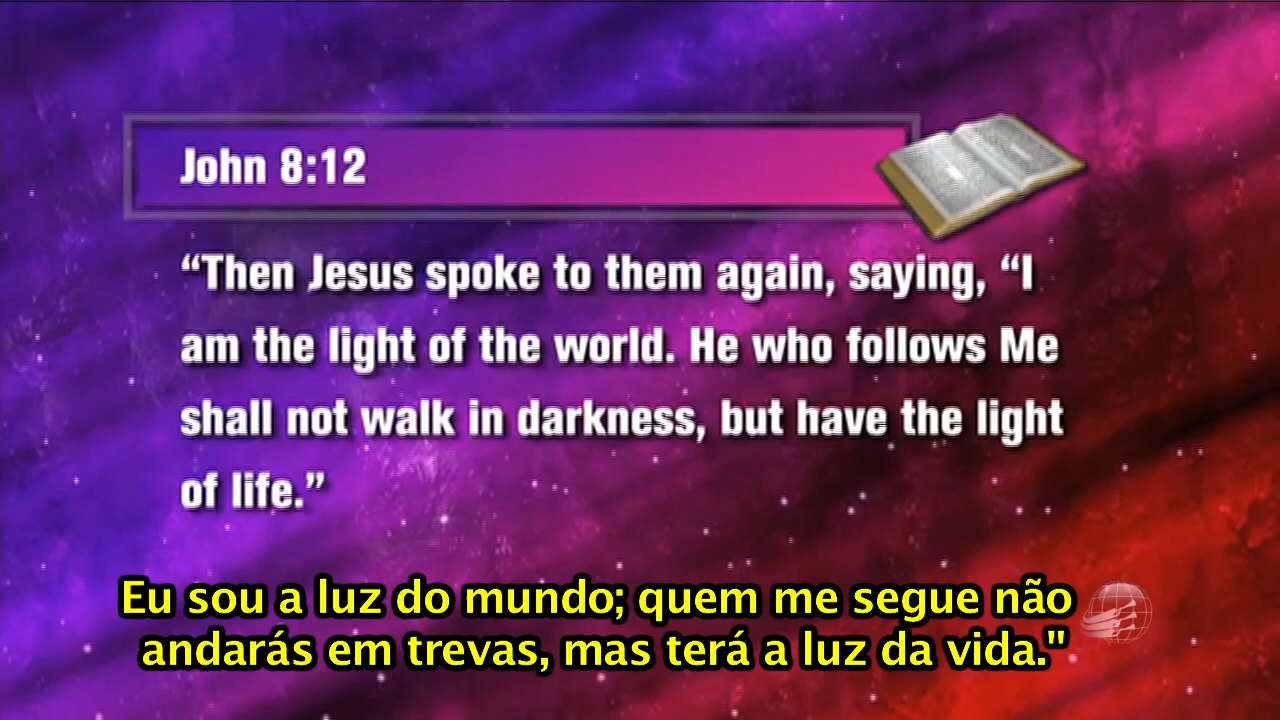 John 8:12
“Then Jesus spoke to them again, saying, “I
am the light of the world. He who follows Me
shall not walk in darkness, but have the light
of life.”
Eu sou a luz do mundo; quem me segue não
andarás em trevas, mas terá a luz da vida."